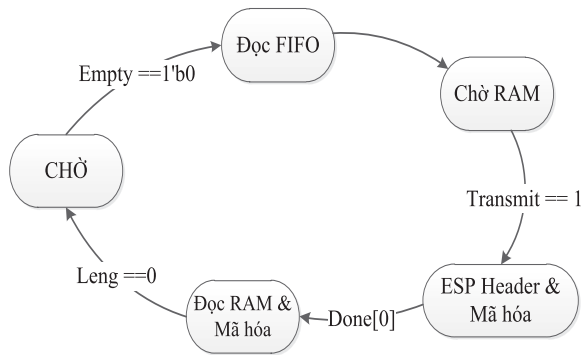 Đọc FIFO
Empty ==1'b0
Chờ RAM
CHỜ
Transmit == 1
Leng ==0
ESP Header &
Mã hóa
Đọc RAM &
Mã hóa
Done[0]